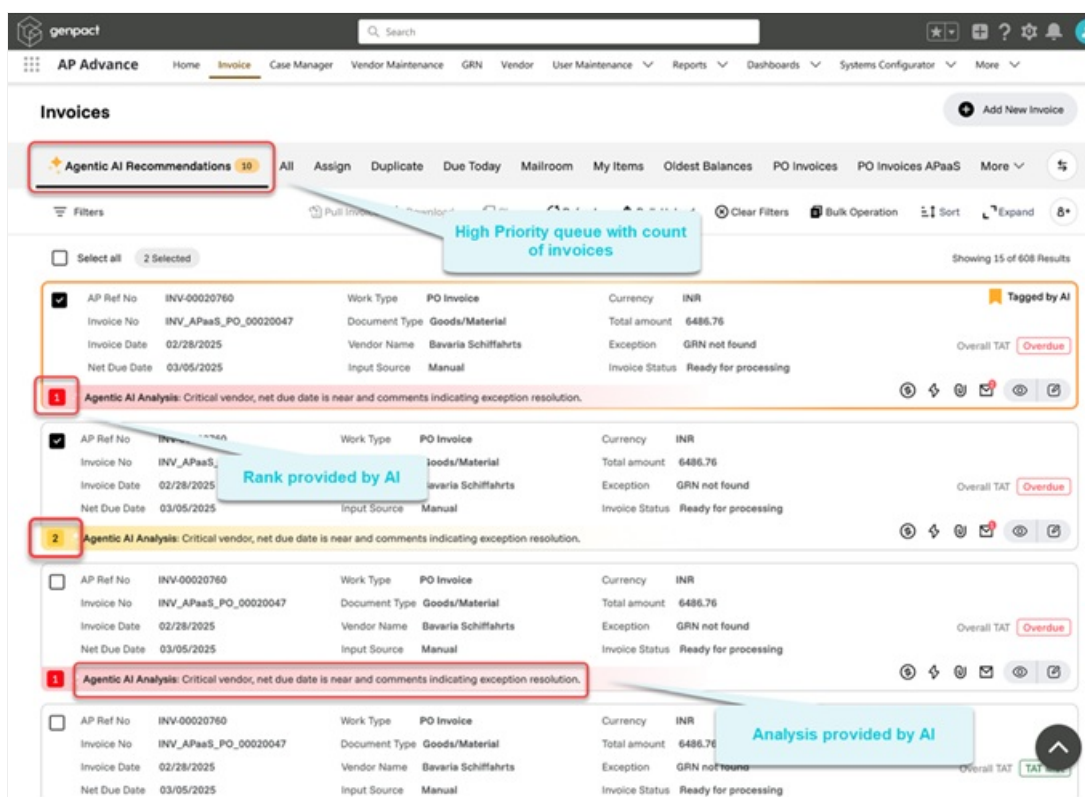 genpact
Search
AP Advance Home Invoice Case Manager Vendor Maintenance GRN Vendor User Maintenance Reports Dashboards Systems Configurator More
Invoices
Add New Invoice
Agentic AI Recommendations 10 All Assign Duplicate Due Today Mailroom My Items Oldest Balances PO Invoices PO Invoices APaaS More
Filters Clear Filters Bulk Operation Sort Expand 8+
High Priority queue with count
of invoices
Select all 2 Selected Showing 15 of 608 Results
AP Ref No INV-00020760 Work Type PO Invoice Currency INR Tagged by AI
Invoice No INV_APaaS_PO_00020047 Document Type Goods/Material Total amount 6486.76
Invoice Date 02/28/2025 Vendor Name Bavaria Schiffahrts Exception GRN not found Overall TAT Overdue
Net Due Date 03/05/2025 Input Source Manual Invoice Status Ready for processing
1 Agentic AI Analysis: Critical vendor, net due date is near and comments indicating exception resolution.
AP Ref No Work Type PO Invoice Currency INR
Invoice No INV_APaaS_ Goods/Material Total amount 6486.76
Rank provided by AI
Invoice Date 02/28/2025 Schiffahrts Exception GRN not found Overall TAT Overdue
Net Due Date 03/05/2025 Input Source Manual Invoice Status Ready for processing
2 Agentic AI Analysis: Critical vendor, net due date is near and comments indicating exception resolution.
AP Ref No INV-00020760 Work Type PO Invoice Currency INR
Invoice No INV_APaaS_PO_00020047 Document Type Goods/Material Total amount 6486.76
Invoice Date 02/28/2025 Vendor Name Bavaria Schiffahrts Exception GRN not found Overall TAT Overdue
Net Due Date 03/05/2025 Input Source Manual Invoice Status Ready for processing
1 Agentic AI Analysis: Critical vendor, net due date is near and comments indicating exception resolution.
AP Ref No INV-00020760 Work Type PO Invoice Currency INR
Analysis provided by AI
Invoice No INV_APaaS_PO_00020047 Document Type Goods/Material Total amount 6486.76
Invoice Date 02/28/2025 Vendor Name Bavaria Schiffahrts Exception GRN not found Overall TAT TAT
Net Due Date 03/05/2025 Input Source Manual Invoice Status Ready for processing